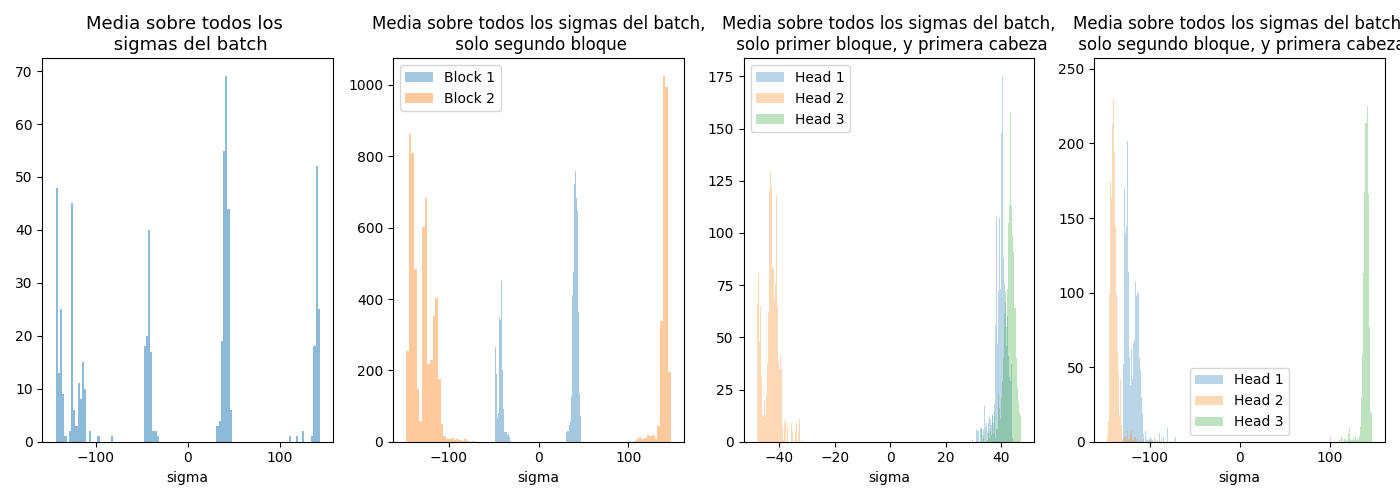 Media sobre todos los
sigmas del batch
70
60
50
40
30
20
10
0
−100
0
100
sigma
Media sobre todos los sigmas del batch,
solo segundo bloque
Block 1
Block 2
1000
800
600
400
200
0
−100
0
100
sigma
Media sobre todos los sigmas del batch,
solo primer bloque, y primera cabeza
Head 1
Head 2
Head 3
175
150
125
100
75
50
25
0
−40
−20
0
20
40
sigma
Media sobre todos los sigmas del batch
solo segundo bloque, y primera cabeza
250
200
150
100
50
0
Head 1
Head 2
Head 3
−100
0
100
sigma